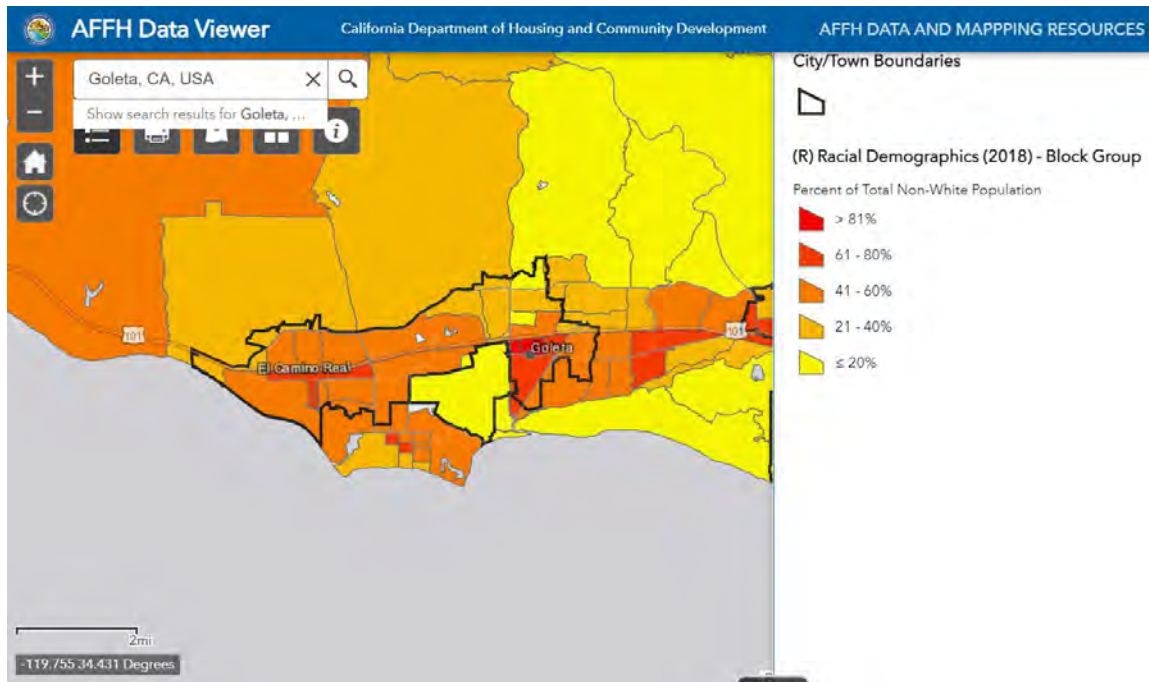 AFFH Data Viewer
California Department of Housing and Community Development
AFFH DATA AND MAPPPING RESOURCES
+
Goleta, CA, USA
Show search results for Goleta, ...
−
i
City/Town Boundaries
(R) Racial Demographics (2018) - Block Group
Percent of Total Non-White Population
> 81%
61 - 80%
41 - 60%
21 - 40%
≤ 20%
101
101
Goleta
El Camino Real
2mi
-119.755 34.431 Degrees